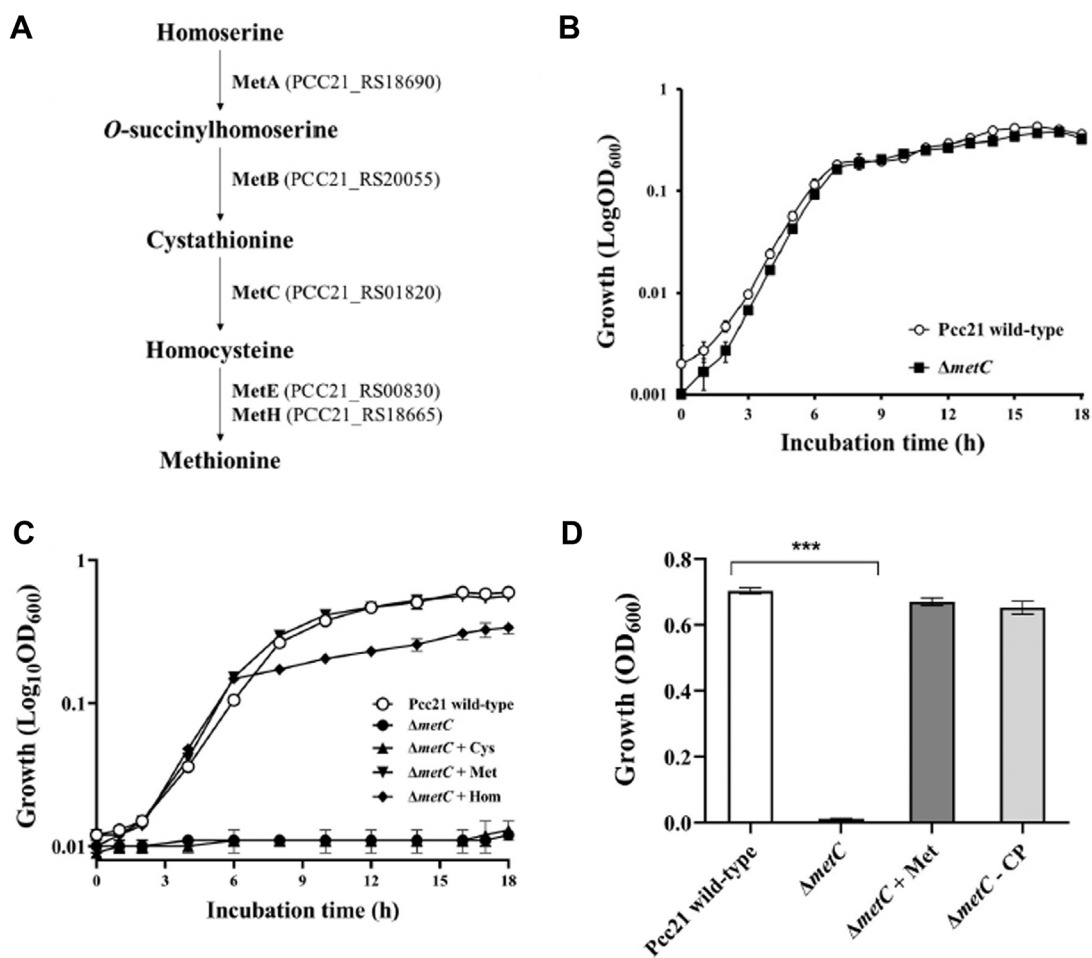 A
Homoserine
MetA (PCC21_RS18690)
O-succinylhomoserine
MetB (PCC21_RS20055)
Cystathionine
MetC (PCC21_RS01820)
Homocysteine
MetE (PCC21_RS00830)
MetH (PCC21_RS18665)
Methionine
B
Growth (LogOD600)
1
0.1
0.01
0.001
0 3 6 9 12 15 18
Incubation time (h)
Pcc21 wild-type
ΔmetC
C
Growth (Log10OD600)
1
0.1
0.01
0 3 6 9 12 15 18
Incubation time (h)
Pcc21 wild-type
ΔmetC
ΔmetC + Cys
ΔmetC + Met
ΔmetC + Hom
D
***
Growth (OD600)
0.8
0.6
0.4
0.2
0.0
Pcc21 wild-type
ΔmetC
ΔmetC + Met
ΔmetC - CP